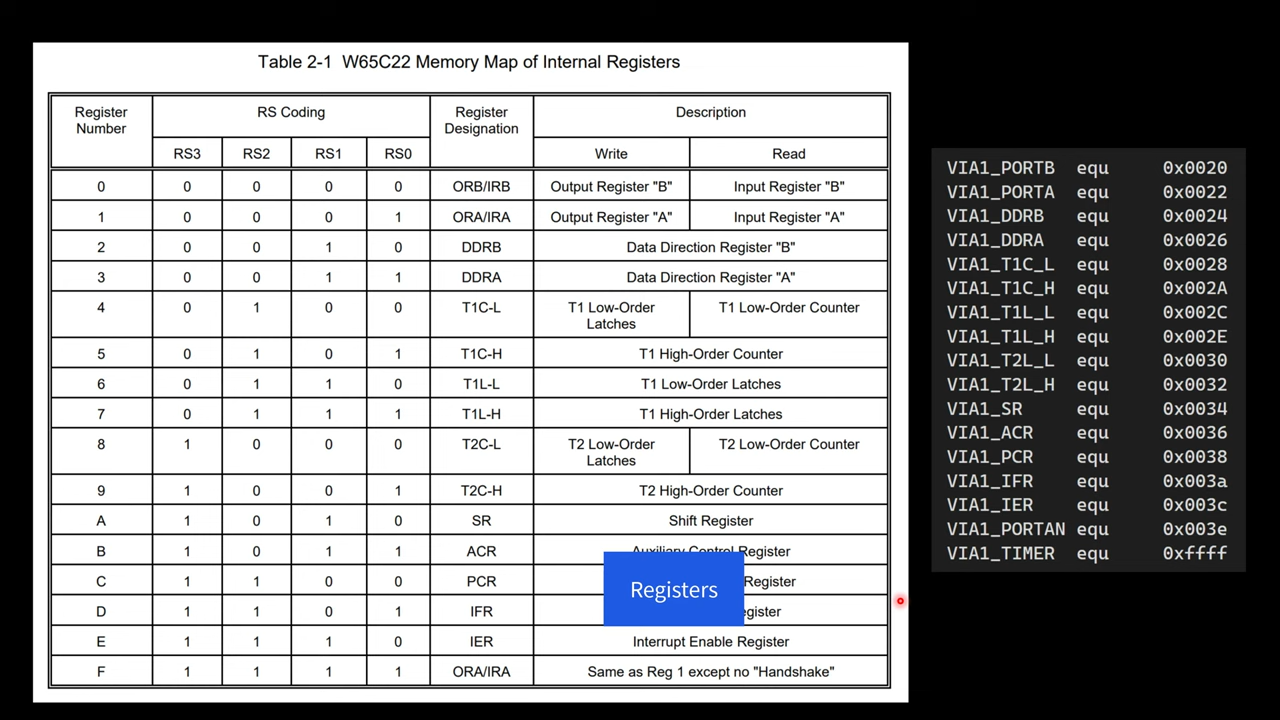 Table 2-1 W65C22 Memory Map of Internal Registers
Register Number RS Coding Register Designation Description
RS3 RS2 RS1 RS0 Write Read
0 0 0 0 0 ORB/IRB Output Register "B" Input Register "B"
1 0 0 0 1 ORA/IRA Output Register "A" Input Register "A"
2 0 0 1 0 DDRB Data Direction Register "B"
3 0 0 1 1 DDRA Data Direction Register "A"
4 0 1 0 0 T1C-L T1 Low-Order Latches T1 Low-Order Counter
5 0 1 0 1 T1C-H T1 High-Order Counter
6 0 1 1 0 T1L-L T1 Low-Order Latches
7 0 1 1 1 T1L-H T1 High-Order Latches
8 1 0 0 0 T2C-L T2 Low-Order Latches T2 Low-Order Counter
9 1 0 0 1 T2C-H T2 High-Order Counter
A 1 0 1 0 SR Shift Register
B 1 0 1 1 ACR Auxiliary Control Register
C 1 1 0 0 PCR Register
D 1 1 0 1 IFR
E 1 1 1 0 IER Interrupt Enable Register
F 1 1 1 1 ORA/IRA Same as Reg 1 except no "Handshake"
Registers
VIA1_PORTB equ 0x0020
VIA1_PORTA equ 0x0022
VIA1_DDRB equ 0x0024
VIA1_DDRA equ 0x0026
VIA1_T1C_L equ 0x0028
VIA1_T1C_H equ 0x002A
VIA1_T1L_L equ 0x002C
VIA1_T1L_H equ 0x002E
VIA1_T2L_L equ 0x0030
VIA1_T2L_H equ 0x0032
VIA1_SR equ 0x0034
VIA1_ACR equ 0x0036
VIA1_PCR equ 0x0038
VIA1_IFR equ 0x003a
VIA1_IER equ 0x003c
VIA1_PORTAN equ 0x003e
VIA1_TIMER equ 0xffff